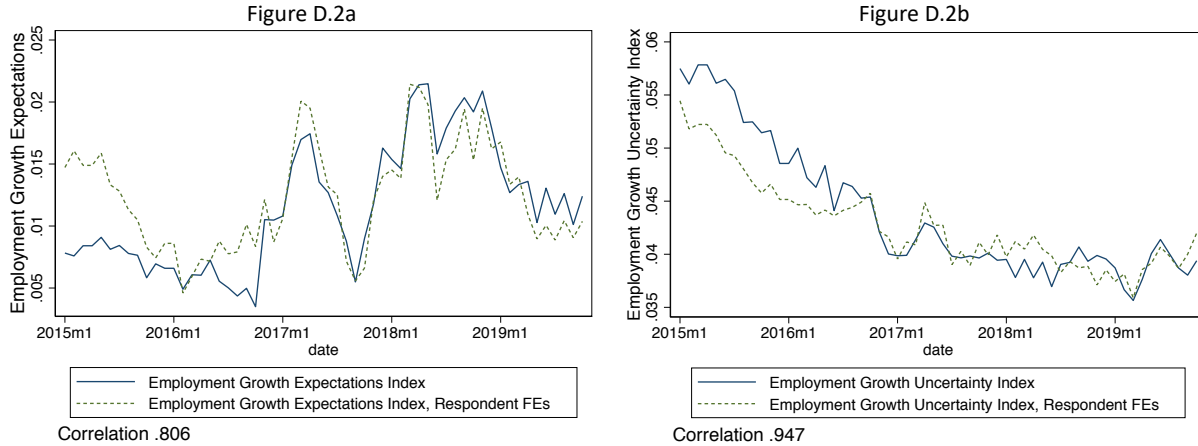 Figure D.2a
Employment Growth Expectations
.005 .01 .015 .02 .025
2015m1 2016m1 2017m1 2018m1 2019m1
date
Employment Growth Expectations Index
Employment Growth Expectations Index, Respondent FEs
Correlation .806
Figure D.2b
Employment Growth Uncertainty Index
.035 .04 .045 .05 .055 .06
2015m1 2016m1 2017m1 2018m1 2019m1
date
Employment Growth Uncertainty Index
Employment Growth Uncertainty Index, Respondent FEs
Correlation .947